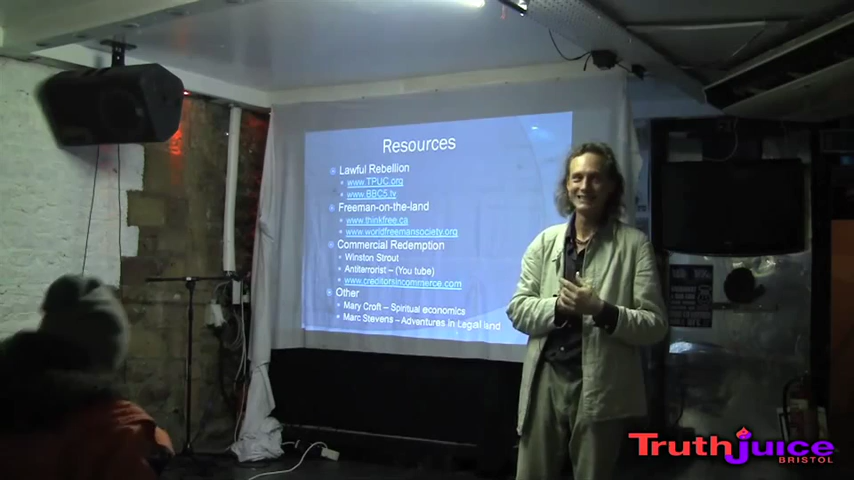 Resources
Lawful Rebellion
www.TPUC.org
www.BBC5.tv
Freeman-on-the-land
www.thinkfree.ca
www.worldfreemansociety.org
Commercial Redemption
Winston Strout
Antiterrorist – (You tube)
www.creditorsincommerce.com
Other
Mary Croft – Spiritual economics
Marc Stevens – Adventures in Legal land
Truthjuice
BRISTOL